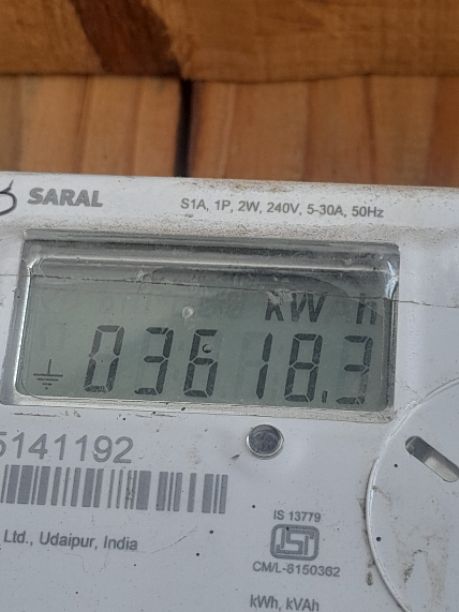 SARAL
S1A, 1P, 2W, 240V, 5-30A, 50Hz
kW h
03618.3
5141192
Ltd., Udaipur, India
IS 13779
ISI
CM/L-8150362
kWh, kVAh